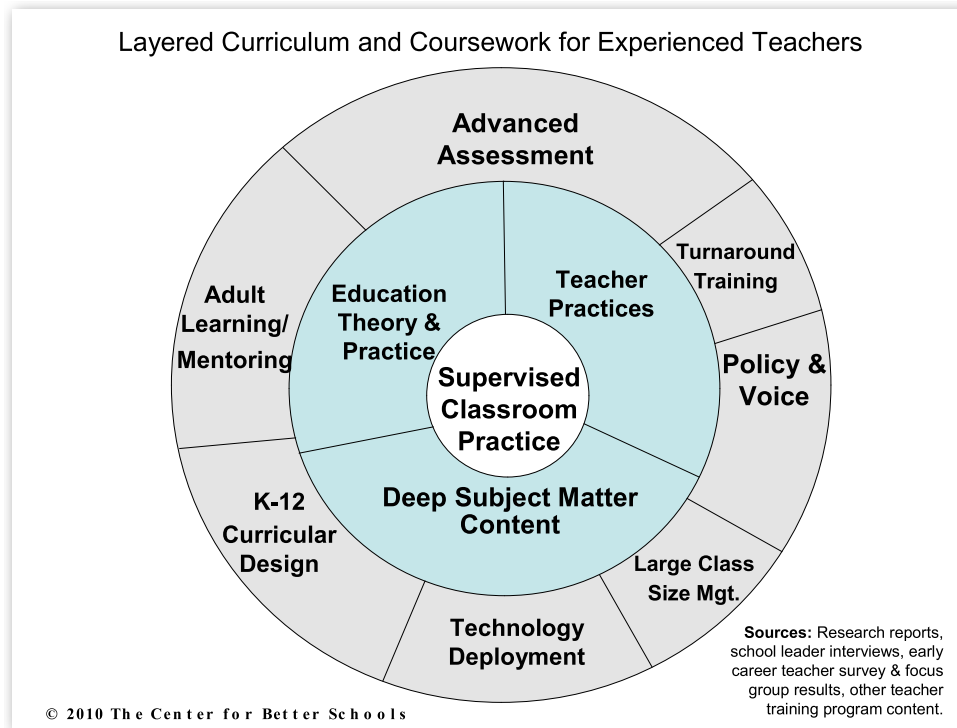 Layered Curriculum and Coursework for Experienced Teachers
Advanced
Assessment
Turnaround
Training
Policy &
Voice
Large Class
Size Mgt.
Technology
Deployment
K-12
Curricular
Design
Adult
Learning/
Mentoring
Education
Theory &
Practice
Teacher
Practices
Deep Subject Matter
Content
Supervised
Classroom
Practice
Sources: Research reports,
school leader interviews, early
career teacher survey & focus
group results, other teacher
training program content.
© 2010 The Center for Better Schools